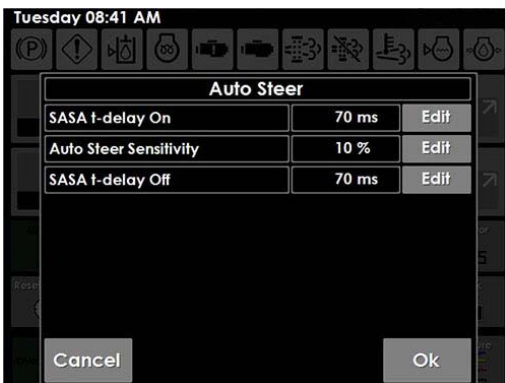 Tuesday 08:41 AM
Auto Steer
SASA t-delay On 70 ms Edit
Auto Steer Sensitivity 10 % Edit
SASA t-delay Off 70 ms Edit
Cancel Ok